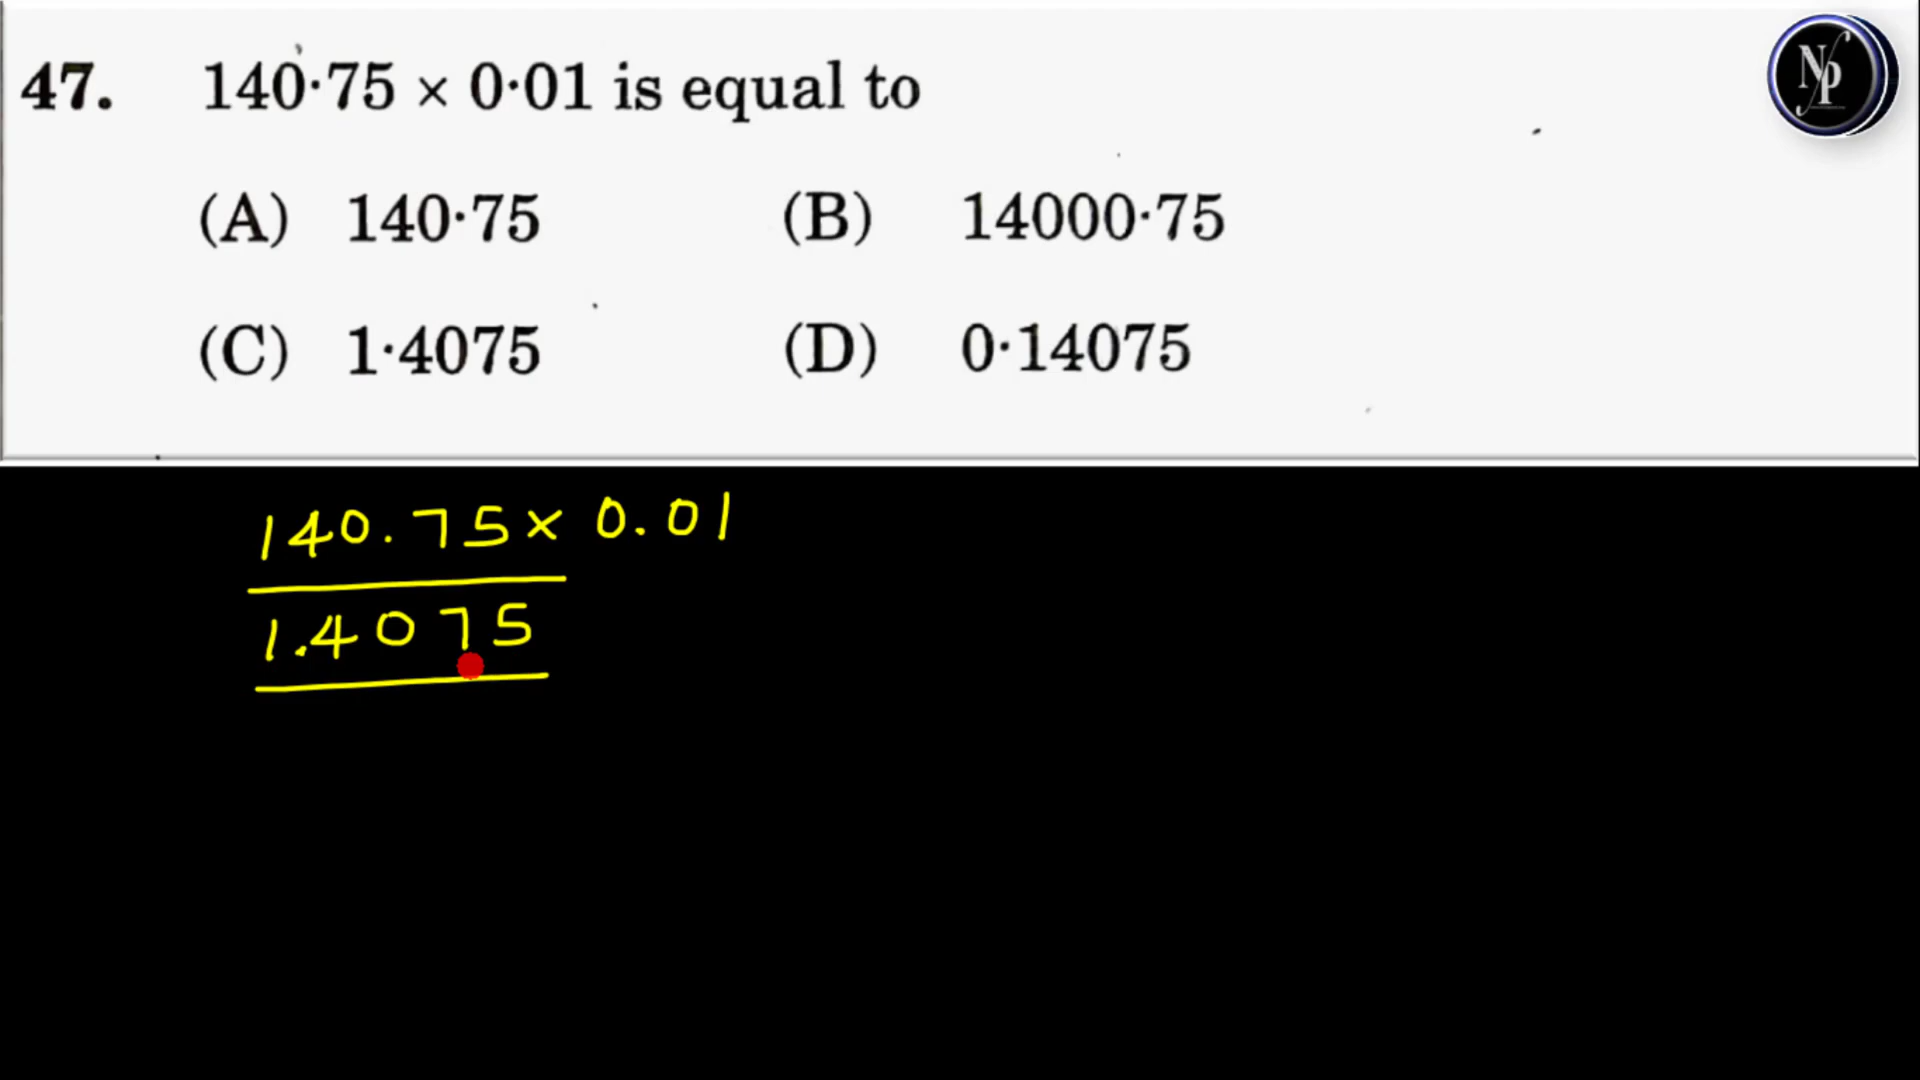 47. 140·75 × 0·01 is equal to
(A) 140·75 (B) 14000·75
(C) 1·4075 (D) 0·14075
NP
140.75 × 0.01
1.4075